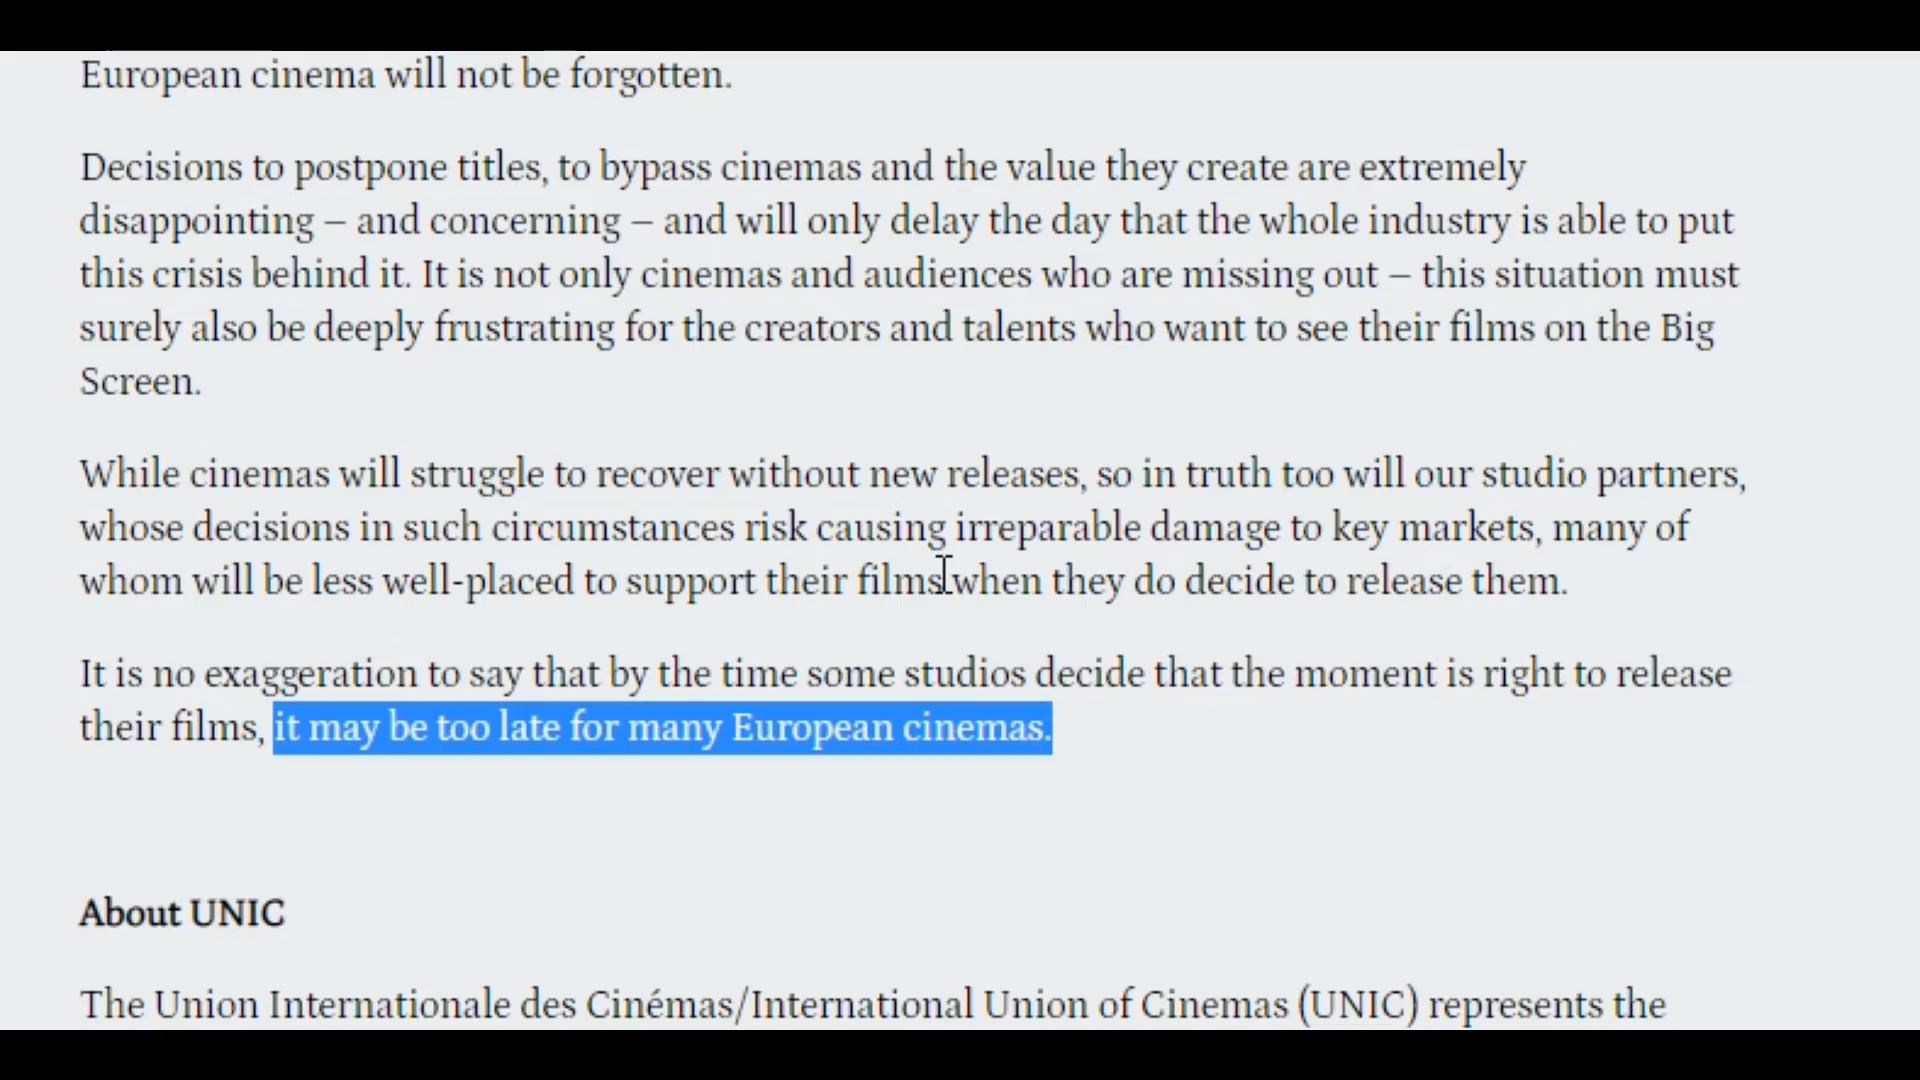 European cinema will not be forgotten.
Decisions to postpone titles, to bypass cinemas and the value they create are extremely
disappointing – and concerning – and will only delay the day that the whole industry is able to put
this crisis behind it. It is not only cinemas and audiences who are missing out – this situation must
surely also be deeply frustrating for the creators and talents who want to see their films on the Big
Screen.
While cinemas will struggle to recover without new releases, so in truth too will our studio partners,
whose decisions in such circumstances risk causing irreparable damage to key markets, many of
whom will be less well-placed to support their films when they do decide to release them.
It is no exaggeration to say that by the time some studios decide that the moment is right to release
their films, it may be too late for many European cinemas.
About UNIC
The Union Internationale des Cinémas/International Union of Cinemas (UNIC) represents the